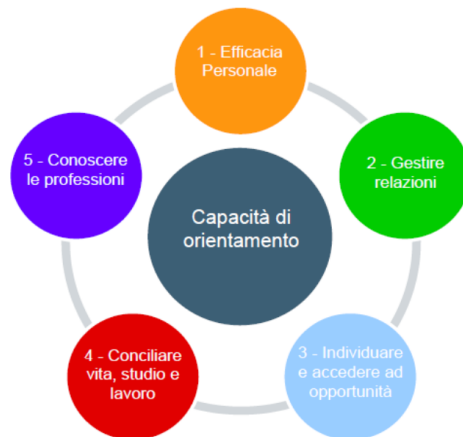 1 - Efficacia
Personale
2 - Gestire
relazioni
3 - Individuare
e accedere ad
opportunità
4 - Conciliare
vita, studio e
lavoro
5 - Conoscere
le professioni
Capacità di
orientamento